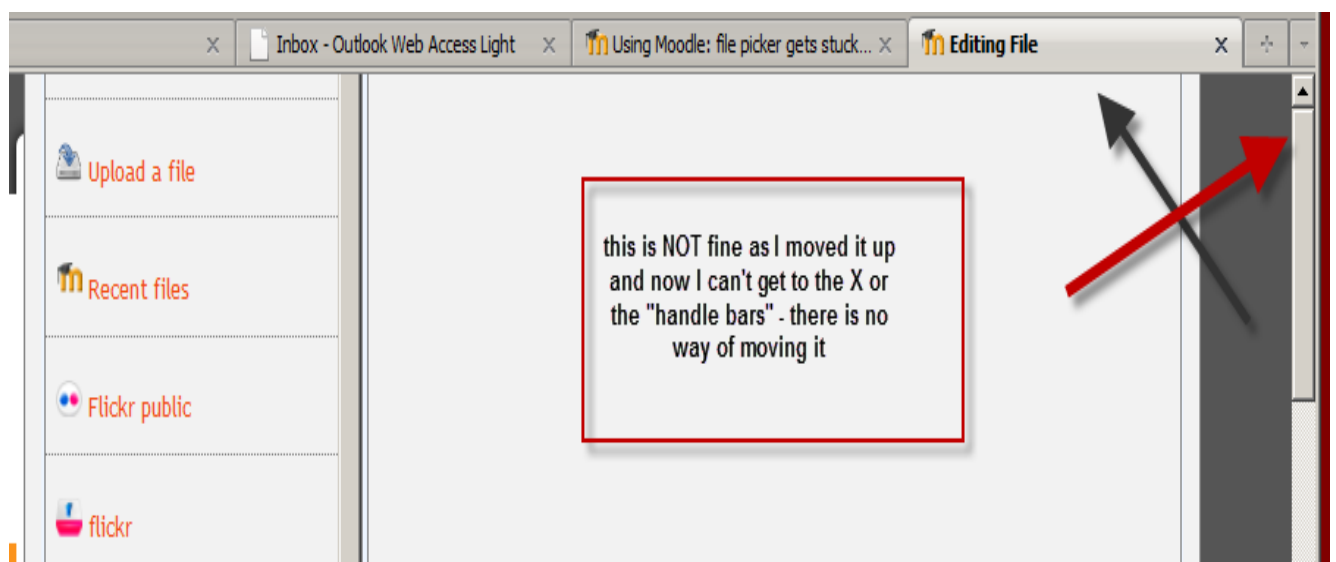 Inbox - Outlook Web Access Light
Using Moodle: file picker gets stuck...
Editing File
Upload a file
Recent files
Flickr public
flickr
this is NOT fine as I moved it up
and now I can't get to the X or
the "handle bars" - there is no
way of moving it